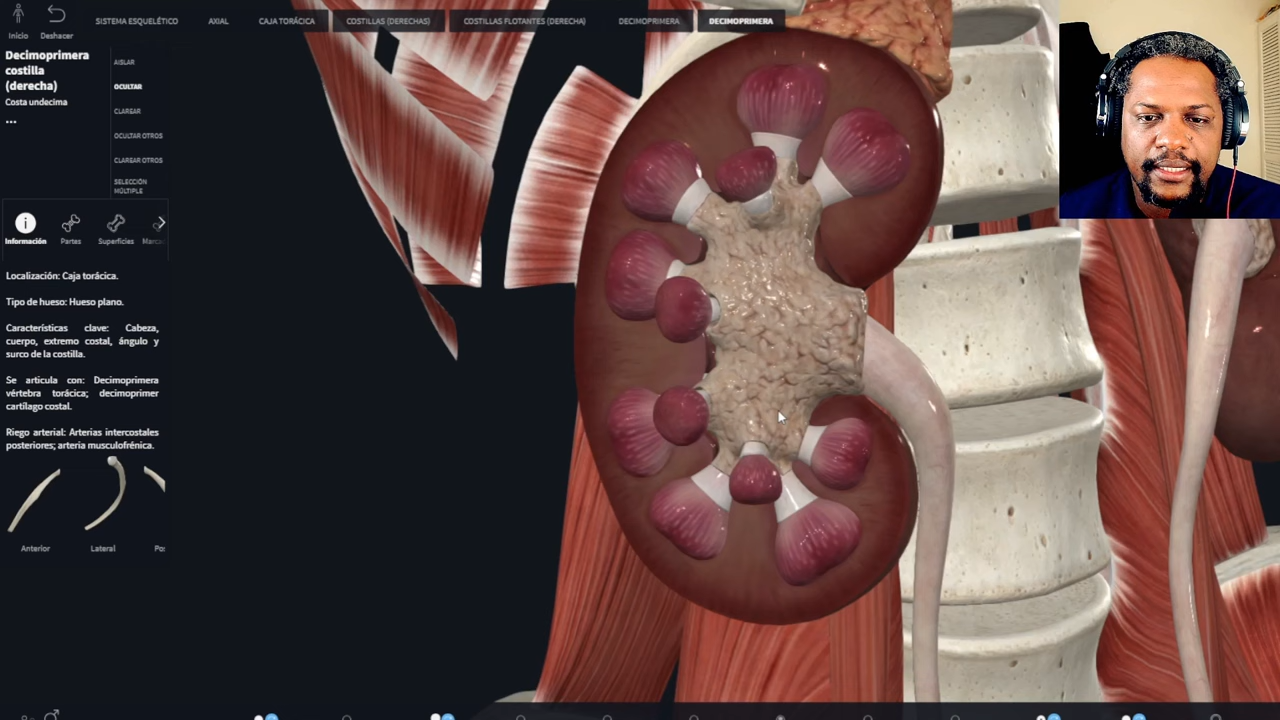 Inicio
Deshacer
SISTEMA ESQUELÉTICO
AXIAL
CAJA TORÁCICA
COSTILLAS (DERECHAS)
COSTILLAS FLOTANTES (DERECHA)
DECIMOPRIMERA
DECIMOPRIMERA
Decimoprimera
costilla
(derecha)
Costa undecima
...
AISLAR
OCULTAR
CLAREAR
OCULTAR OTROS
CLAREAR OTROS
SELECCIÓN
MÚLTIPLE
Información
Partes
Superficies
Localización: Caja torácica.
Tipo de hueso: Hueso plano.
Características clave: Cabeza,
cuerpo, extremo costal, ángulo y
surco de la costilla.
Se articula con: Decimoprimera
vértebra torácica; decimoprimer
cartílago costal.
Riego arterial: Arterias intercostales
posteriores; arteria musculofrénica.
Anterior
Lateral